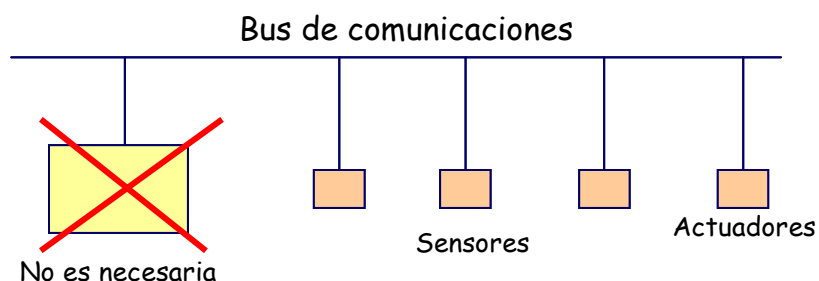 Bus de comunicaciones
Sensores
Actuadores
No es necesaria